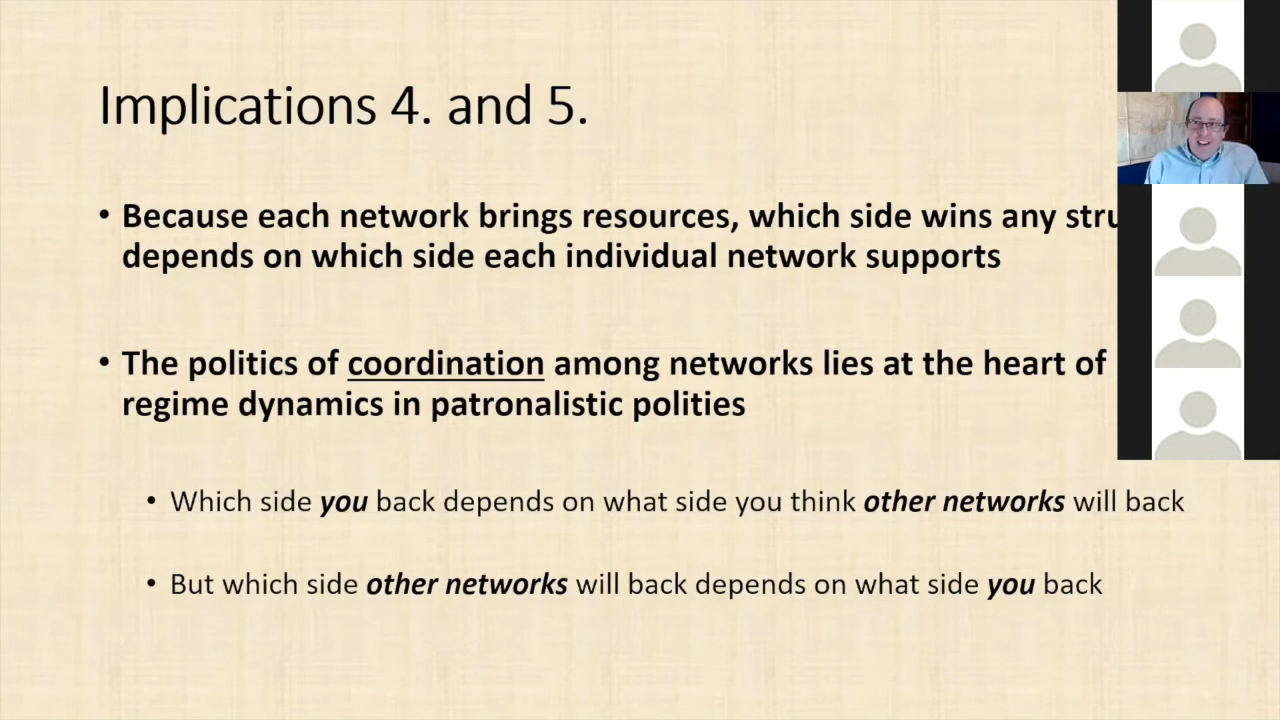 Implications 4. and 5.
• Because each network brings resources, which side wins any stru
depends on which side each individual network supports
• The politics of coordination among networks lies at the heart of
regime dynamics in patronalistic polities
• Which side you back depends on what side you think other networks will back
• But which side other networks will back depends on what side you back